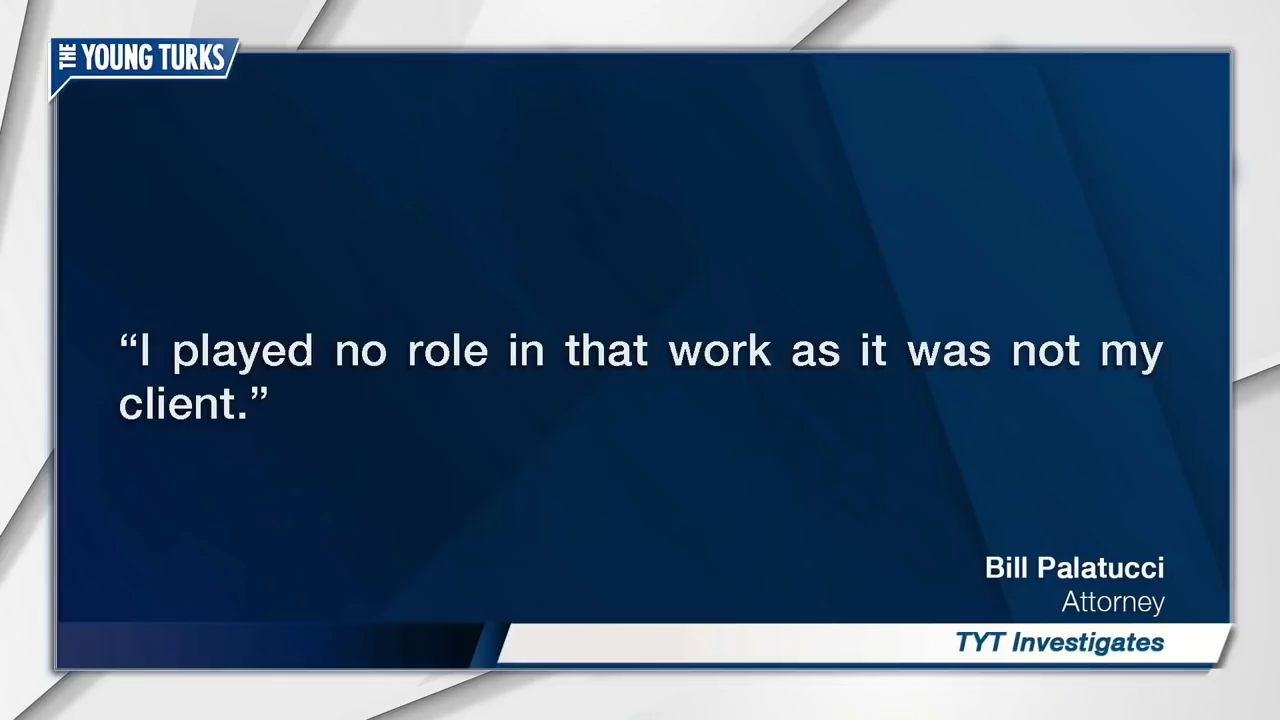 THE YOUNG TURKS
“I played no role in that work as it was not my
client.”
Bill Palatucci
Attorney
TYT Investigates